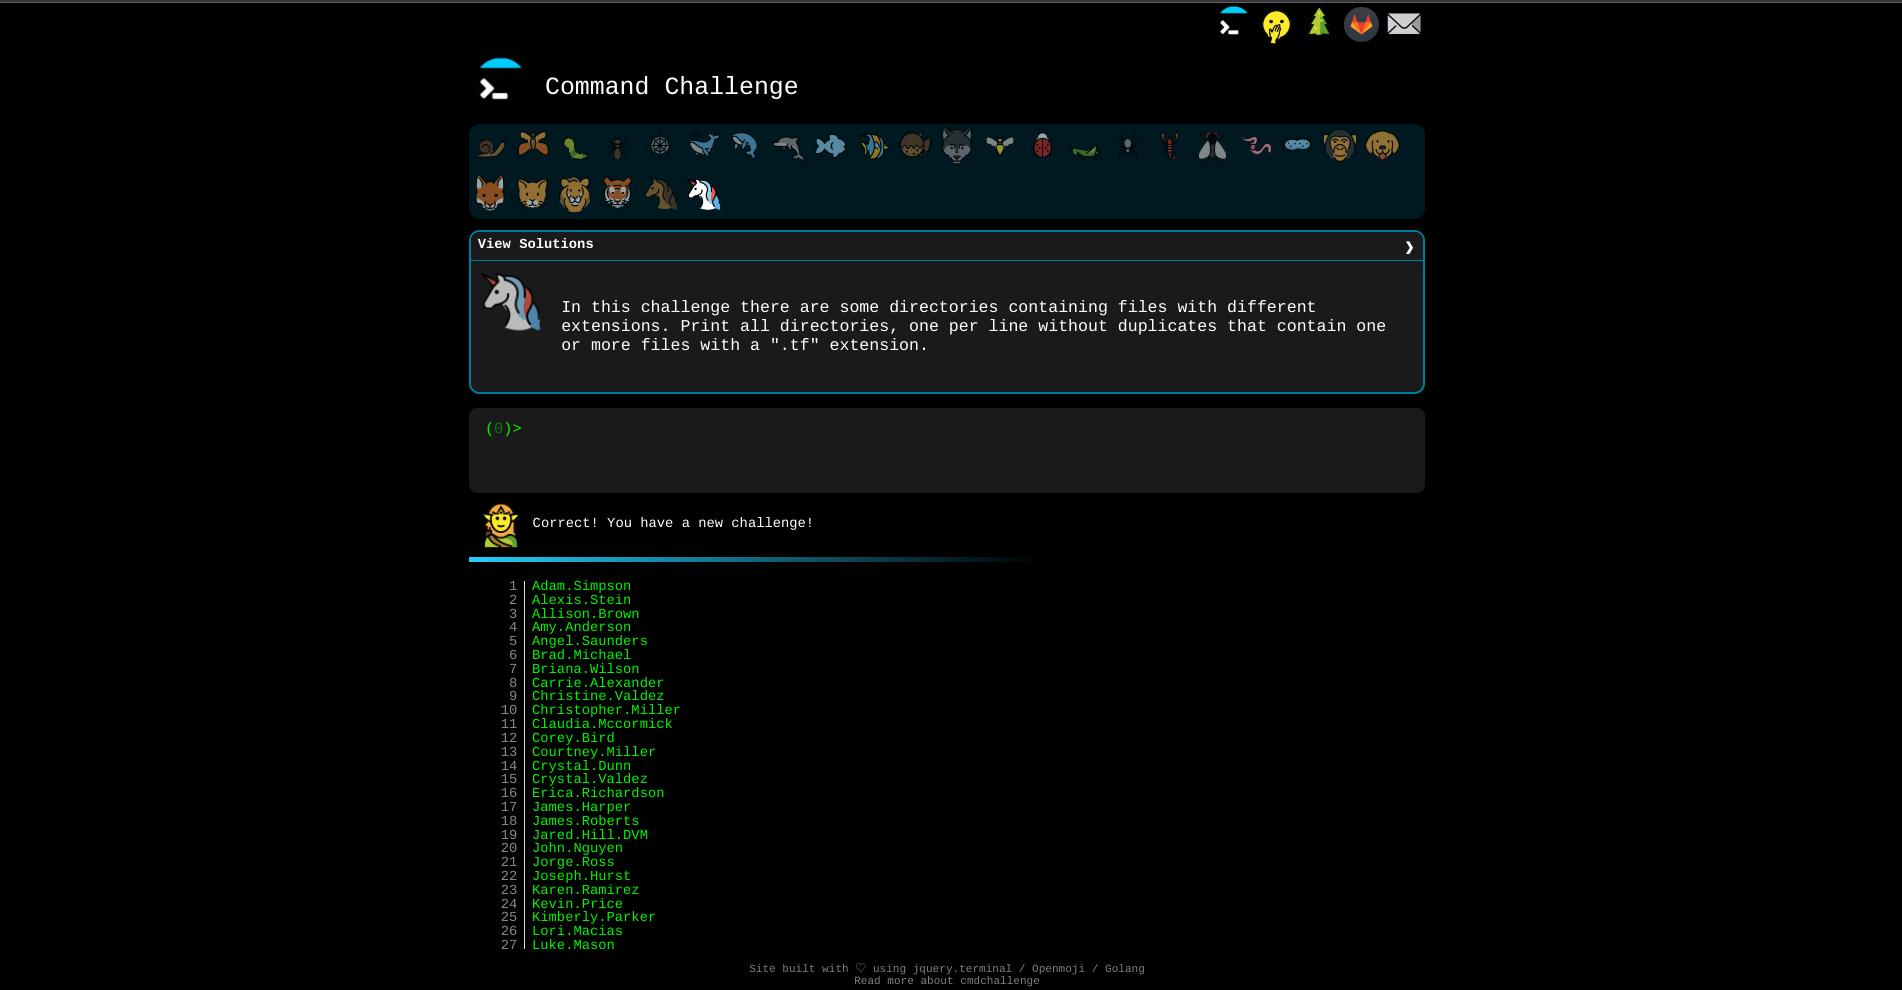 Command Challenge
View Solutions ❯
In this challenge there are some directories containing files with different
extensions. Print all directories, one per line without duplicates that contain one
or more files with a ".tf" extension.
(0)>
Correct! You have a new challenge!
1 Adam.Simpson
2 Alexis.Stein
3 Allison.Brown
4 Amy.Anderson
5 Angel.Saunders
6 Brad.Michael
7 Briana.Wilson
8 Carrie.Alexander
9 Christine.Valdez
10 Christopher.Miller
11 Claudia.Mccormick
12 Corey.Bird
13 Courtney.Miller
14 Crystal.Dunn
15 Crystal.Valdez
16 Erica.Richardson
17 James.Harper
18 James.Roberts
19 Jared.Hill.DVM
20 John.Nguyen
21 Jorge.Ross
22 Joseph.Hurst
23 Karen.Ramirez
24 Kevin.Price
25 Kimberly.Parker
26 Lori.Macias
27 Luke.Mason
Site built with ♡ using jquery.terminal / Openmoji / Golang
Read more about cmdchallenge